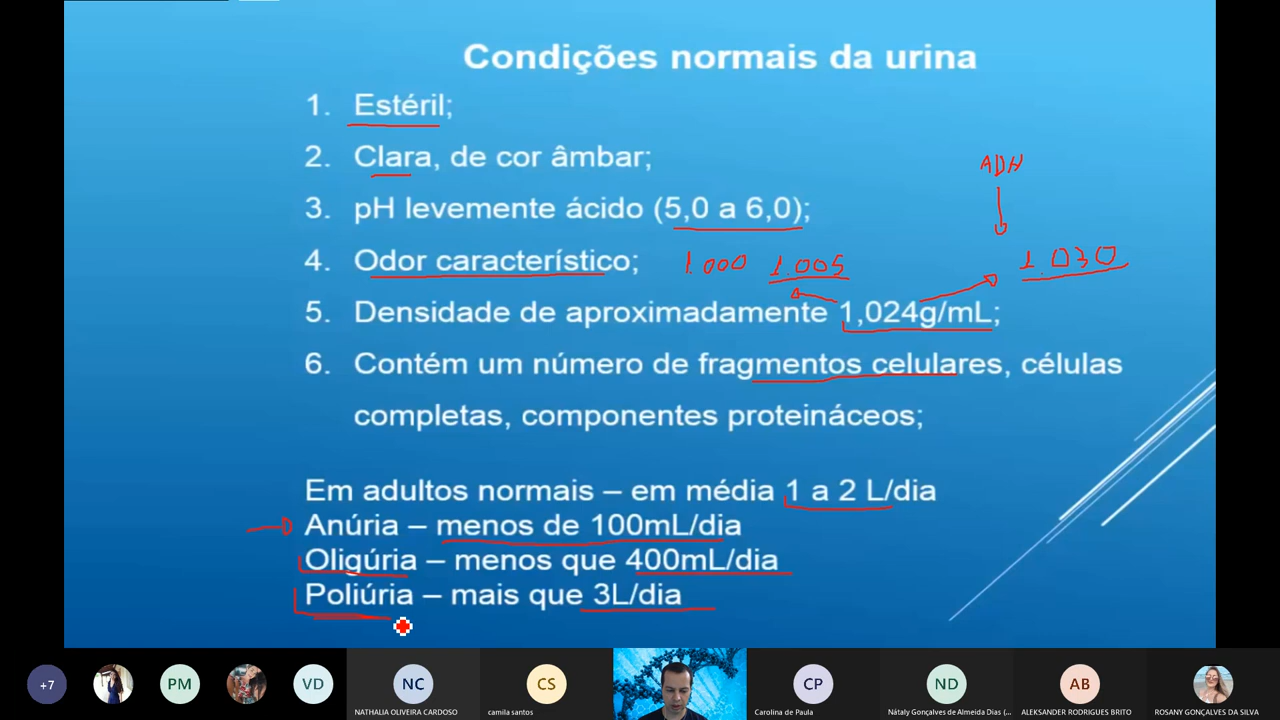 Condições normais da urina
1. Estéril;
2. Clara, de cor âmbar;
ADH
3. pH levemente ácido (5,0 a 6,0);
4. Odor característico;
1.000 1.005 1.030
5. Densidade de aproximadamente 1,024g/mL;
6. Contém um número de fragmentos celulares, células
completas, componentes proteináceos;
Em adultos normais – em média 1 a 2 L/dia
Anúria – menos de 100mL/dia
Oligúria – menos que 400mL/dia
Poliúria – mais que 3L/dia
+7 PM VD NC CS CP ND AB
NATHALIA OLIVEIRA CARDOSO camila santos Carolina de Paula Nátaly Gonçalves de Almeida Dias (... ALEKSANDER RODRIGUES BRITO ROSANY GONÇALVES DA SILVA